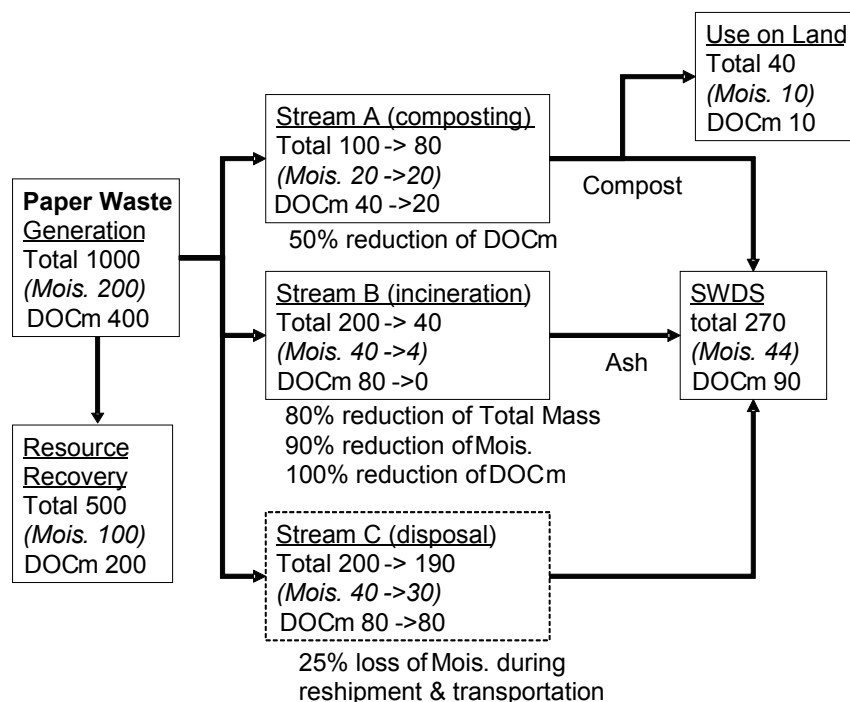 Paper Waste
Generation
Total 1000
(Mois. 200)
DOCm 400
Resource
Recovery
Total 500
(Mois. 100)
DOCm 200
Stream A (composting)
Total 100 -> 80
(Mois. 20 ->20)
DOCm 40 ->20
50% reduction of DOCm
Stream B (incineration)
Total 200 -> 40
(Mois. 40 ->4)
DOCm 80 ->0
80% reduction of Total Mass
90% reduction of Mois.
100% reduction of DOCm
Stream C (disposal)
Total 200 -> 190
(Mois. 40 ->30)
DOCm 80 ->80
25% loss of Mois. during
reshipment & transportation
Compost
Ash
Use on Land
Total 40
(Mois. 10)
DOCm 10
SWDS
total 270
(Mois. 44)
DOCm 90